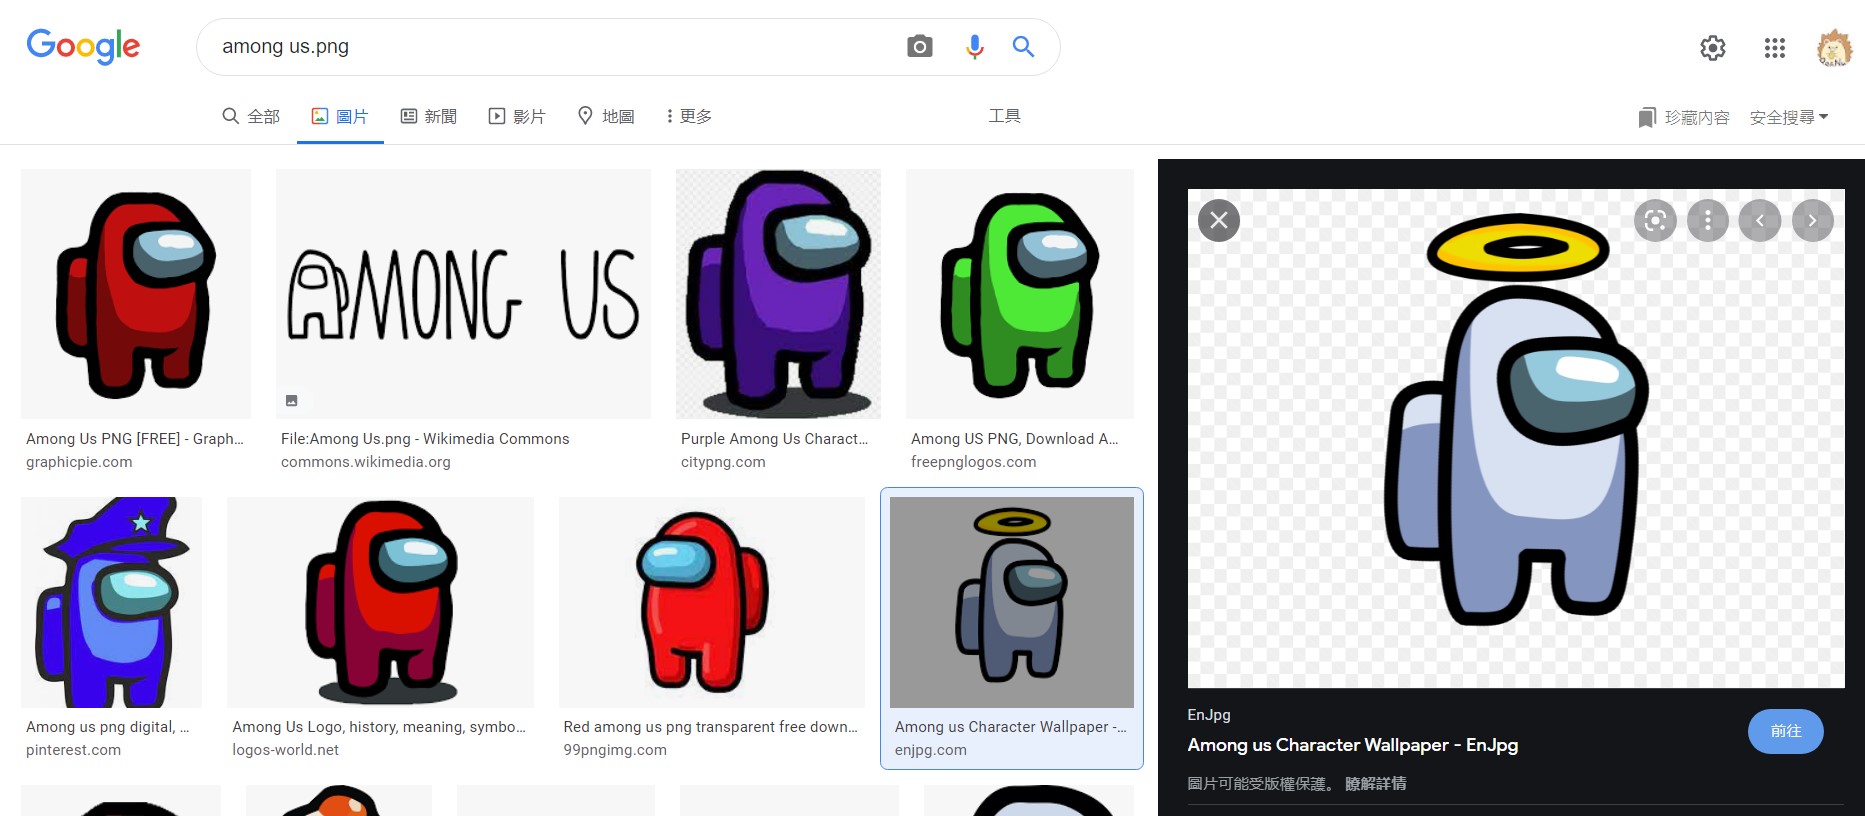 Google
among us.png
全部
圖片
新聞
影片
地圖
更多
工具
珍藏內容
安全搜尋
AMONG US
Among Us PNG [FREE] - Graph...
graphicpie.com
File:Among Us.png - Wikimedia Commons
commons.wikimedia.org
Purple Among Us Charact...
citypng.com
Among US PNG, Download A...
freepnglogos.com
Among us png digital, ...
pinterest.com
Among Us Logo, history, meaning, symbo...
logos-world.net
Red among us png transparent free down...
99pngimg.com
Among us Character Wallpaper -...
enjpg.com
EnJpg
Among us Character Wallpaper - EnJpg
前往
圖片可能受版權保護。 瞭解詳情